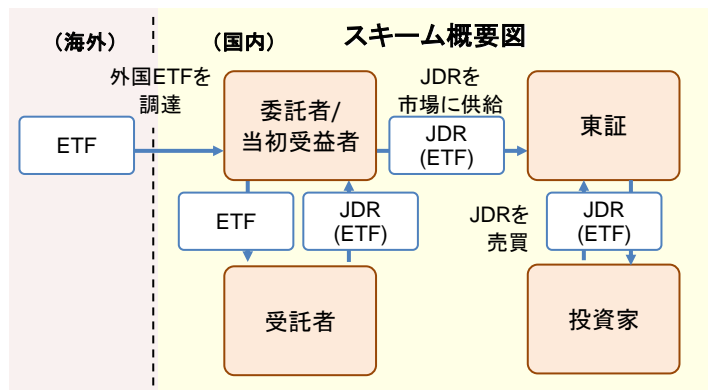 (海外)
(国内)
スキーム概要図
外国ETFを
調達
JDRを
市場に供給
ETF
委託者/
当初受益者
JDR
(ETF)
東証
ETF
JDR
(ETF)
JDRを
売買
JDR
(ETF)
受託者
投資家